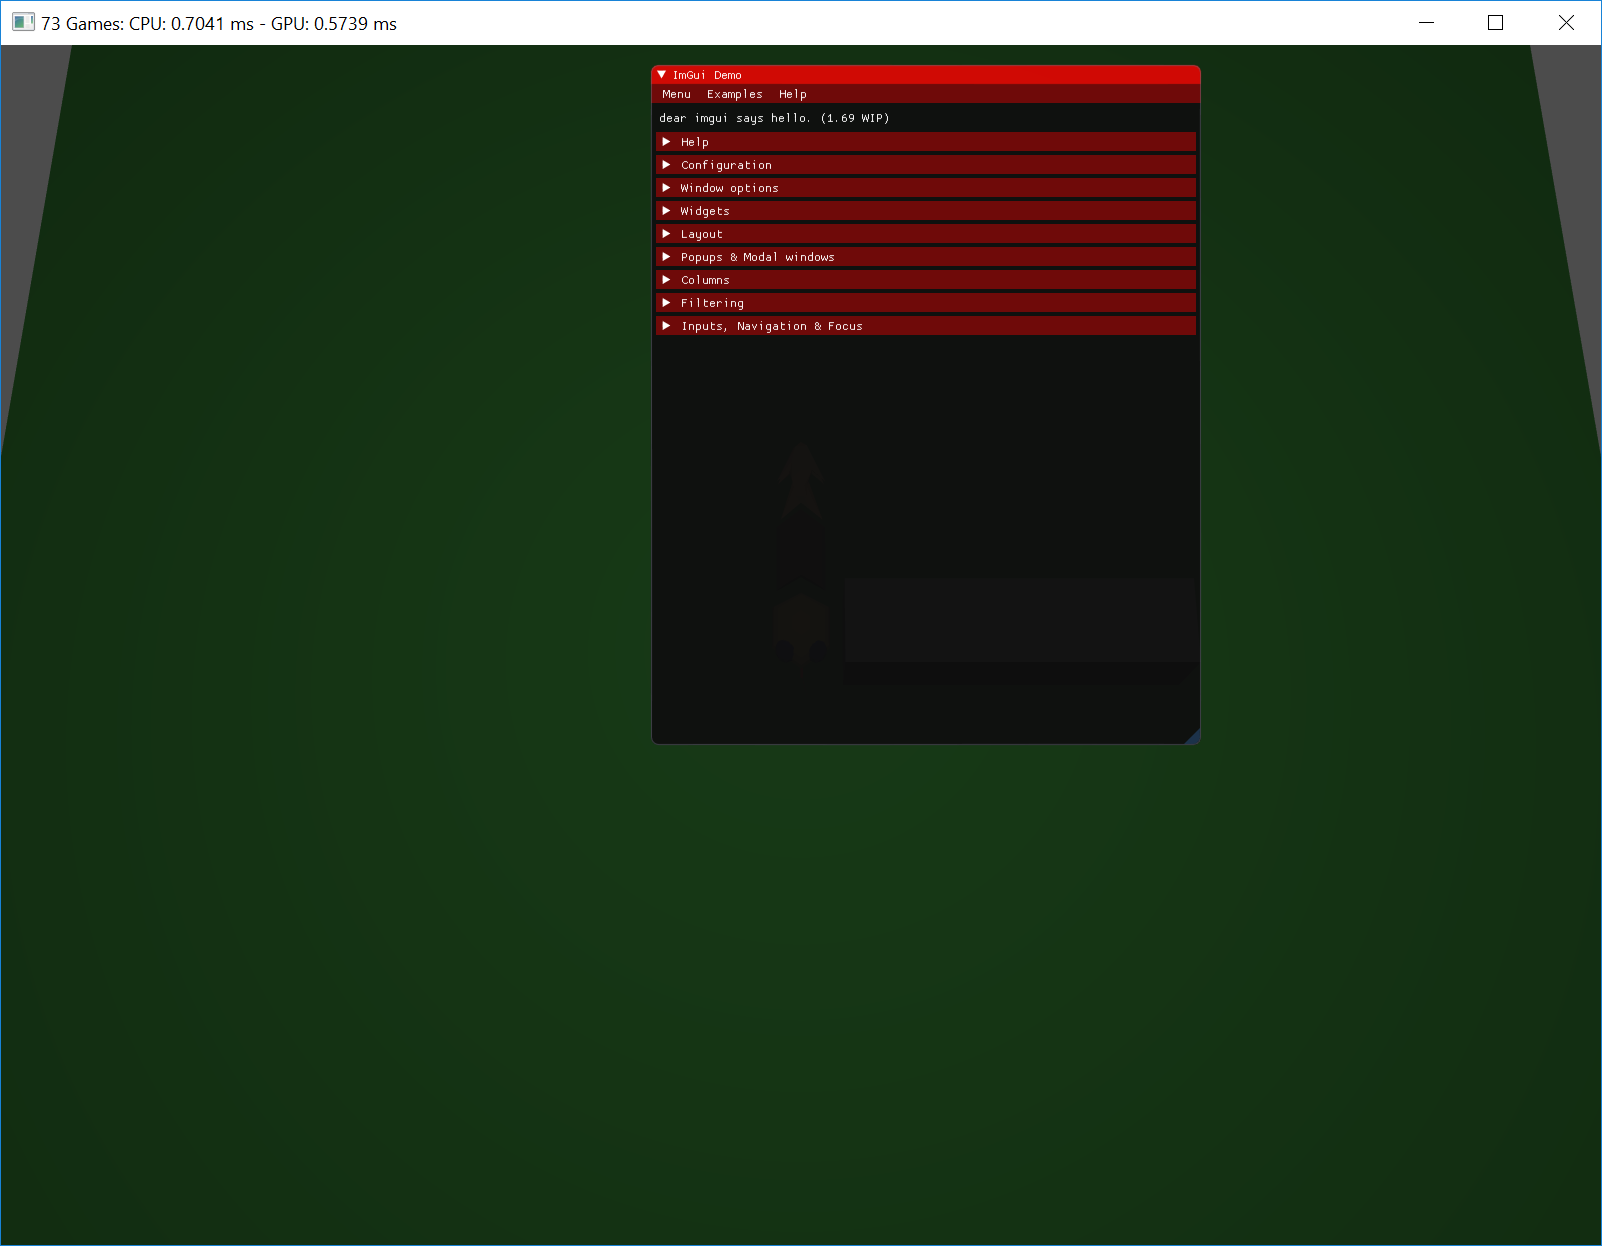 73 Games: CPU: 0.7041 ms - GPU: 0.5739 ms
ImGui Demo
Menu Examples Help
dear imgui says hello. (1.69 WIP)
Help
Configuration
Window options
Widgets
Layout
Popups & Modal windows
Columns
Filtering
Inputs, Navigation & Focus